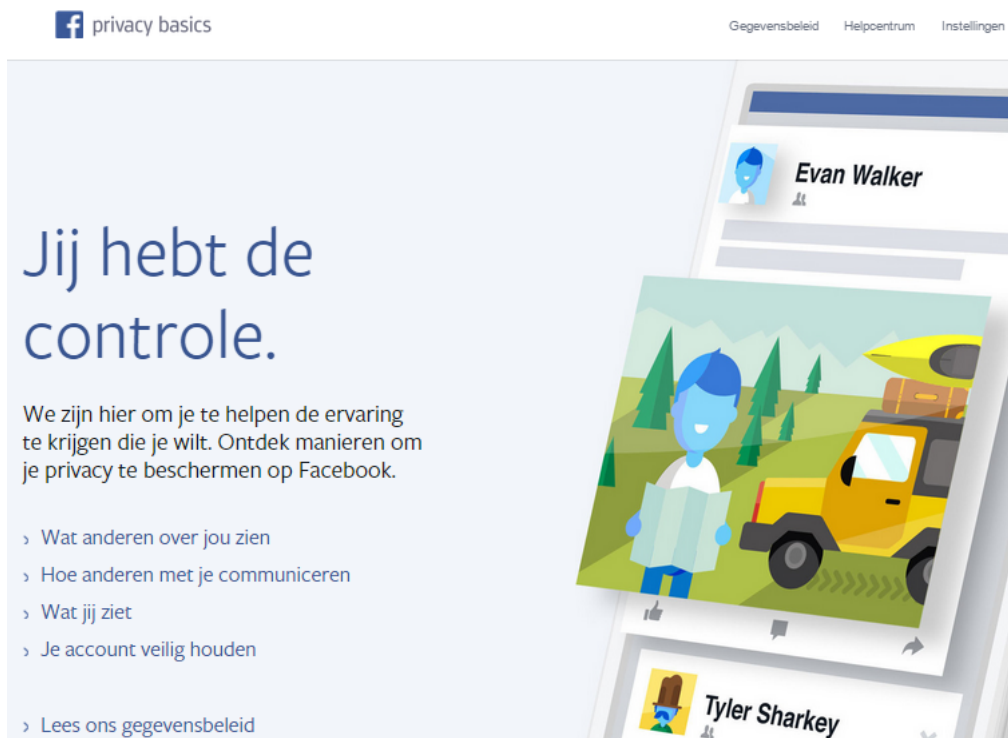 privacy basics
Gegevensbeleid Helpcentrum Instellingen
Evan Walker
Jij hebt de
controle.
We zijn hier om je te helpen de ervaring
te krijgen die je wilt. Ontdek manieren om
je privacy te beschermen op Facebook.
Wat anderen over jou zien
Hoe anderen met je communiceren
Wat jij ziet
Je account veilig houden
Lees ons gegevensbeleid
Tyler Sharkey